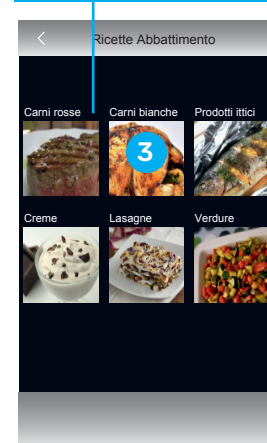 Ricette Abbattimento
Carni rosse Carni bianche Prodotti ittici
3
Creme Lasagne Verdure